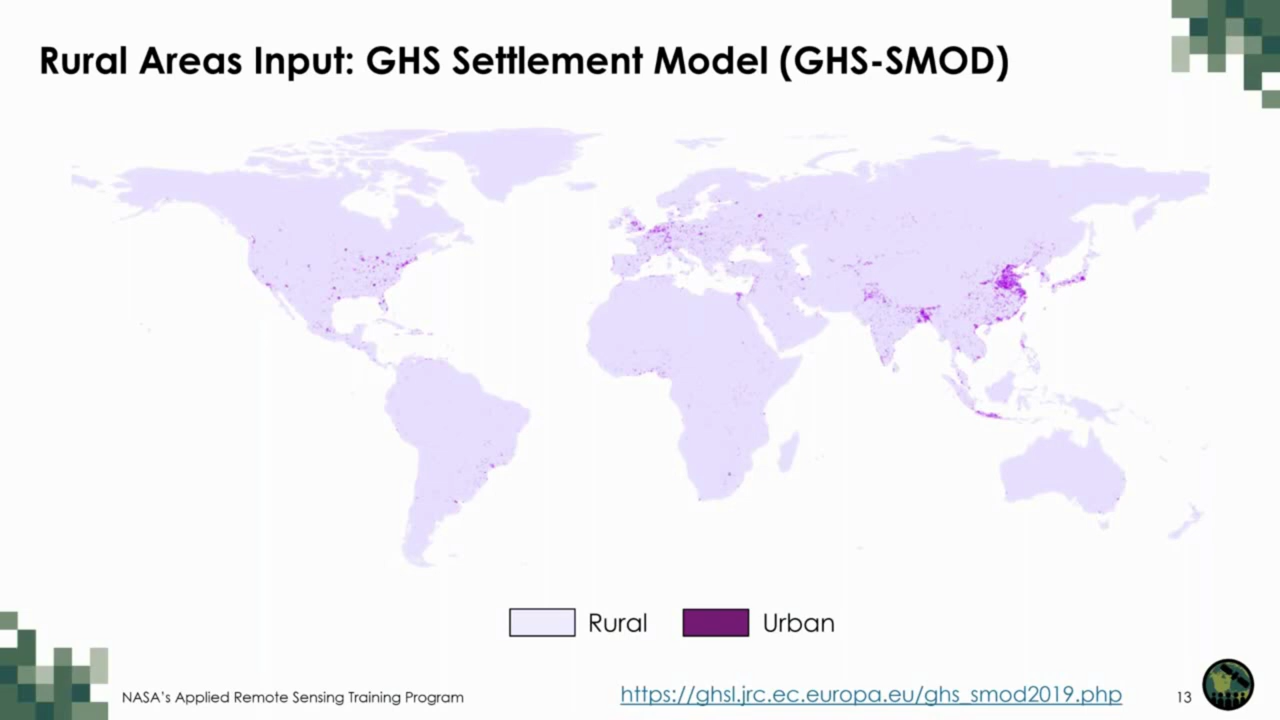 Rural Areas Input: GHS Settlement Model (GHS-SMOD)
Rural
Urban
NASA's Applied Remote Sensing Training Program
https://ghsl.jrc.ec.europa.eu/ghs_smod2019.php
13